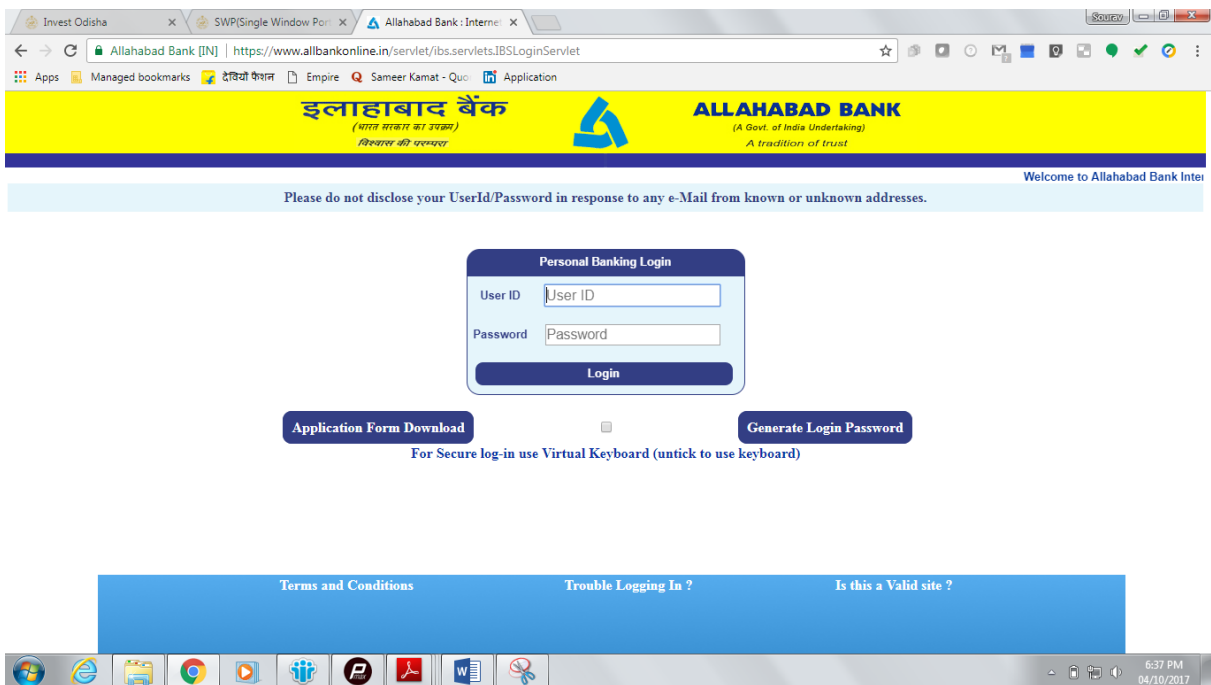 Invest Odisha
SWP(Single Window Port
Allahabad Bank : Internet
Sourav
Allahabad Bank [IN] | https://www.allbankonline.in/servlet/ibs.servlets.IBSLoginServlet
Apps Managed bookmarks देवियों फैशन Empire Sameer Kamat - Quo Application
इलाहाबाद बैंक
(भारत सरकार का उपक्रम)
विश्वास की परम्परा
ALLAHABAD BANK
(A Govt. of India Undertaking)
A tradition of trust
Welcome to Allahabad Bank Inter
Please do not disclose your UserId/Password in response to any e-Mail from known or unknown addresses.
Personal Banking Login
User ID User ID
Password Password
Login
Application Form Download
Generate Login Password
For Secure log-in use Virtual Keyboard (untick to use keyboard)
Terms and Conditions Trouble Logging In ? Is this a Valid site ?
6:37 PM
04/10/2017